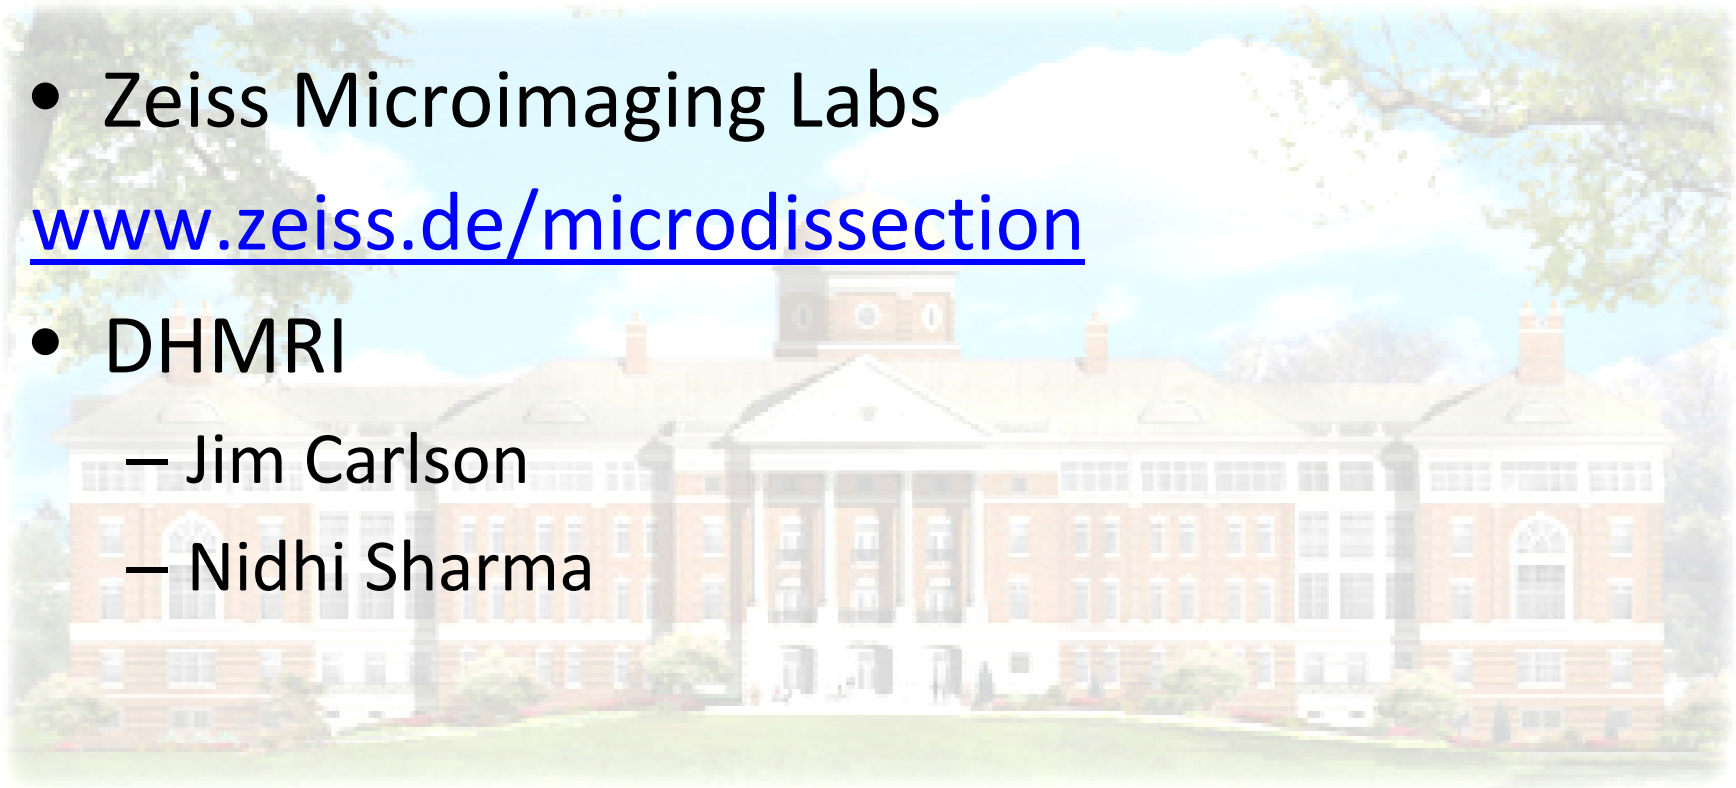 • Zeiss Microimaging Labs
www.zeiss.de/microdissection
• DHMRI
– Jim Carlson
– Nidhi Sharma